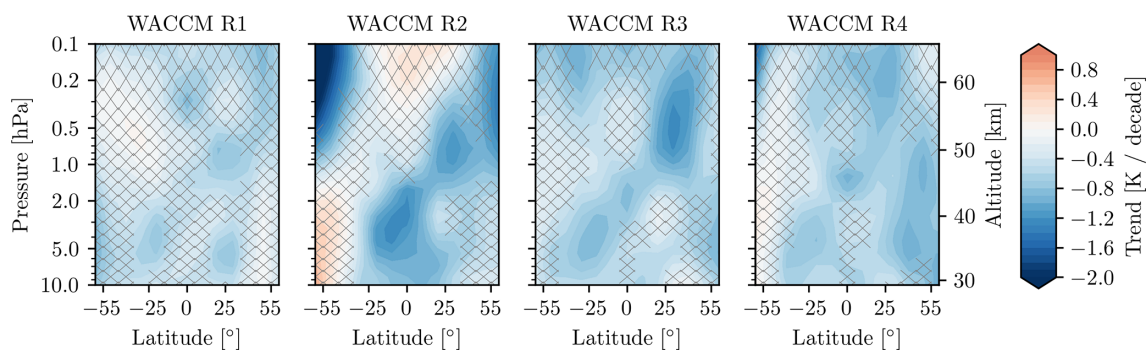 WACCM R1 WACCM R2 WACCM R3 WACCM R4
Pressure [hPa]
0.1
0.2
0.5
1.0
2.0
5.0
10.0
−55 −25 0 25 55
−55 −25 0 25 55
−55 −25 0 25 55
−55 −25 0 25 55
Latitude [°] Latitude [°] Latitude [°] Latitude [°]
60
50
40
30
Altitude [km]
0.8
0.4
0.0
−0.4
−0.8
−1.2
−1.6
−2.0
Trend [K / decade]